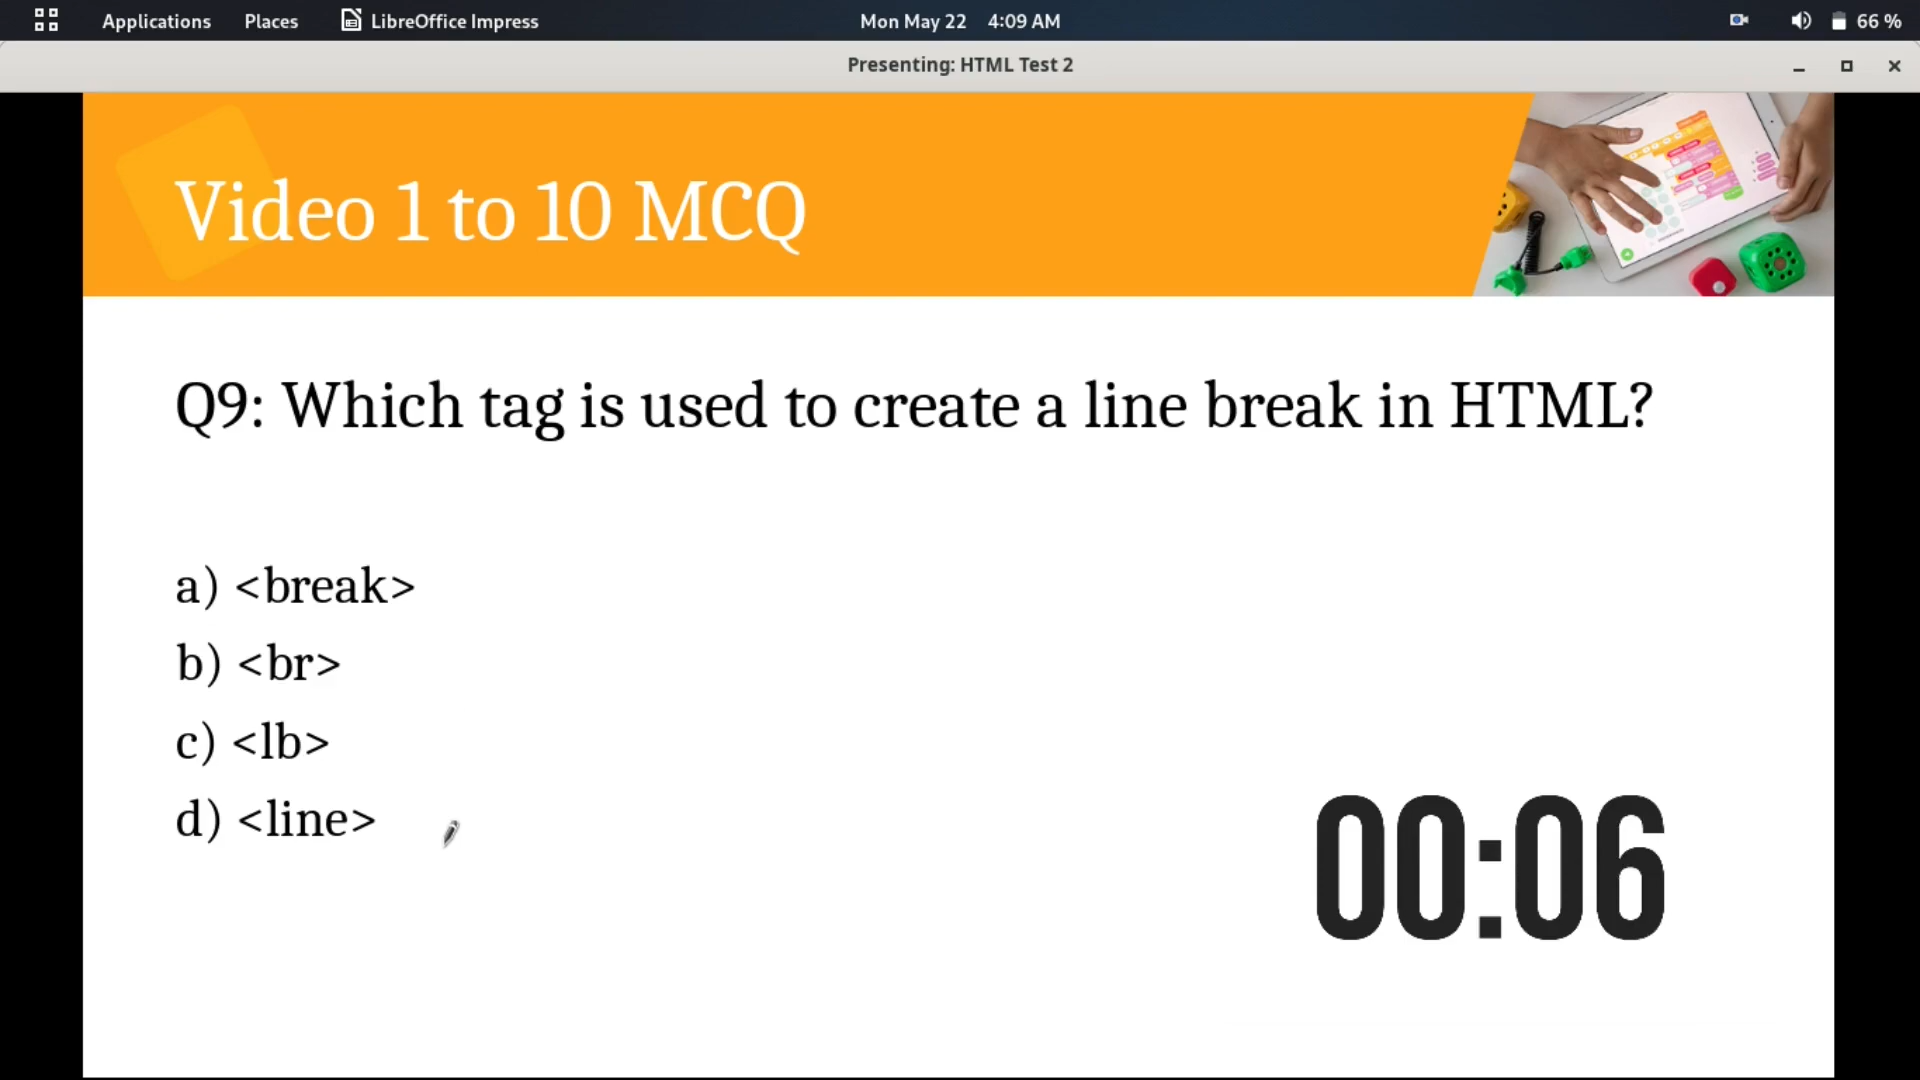 Applications Places LibreOffice Impress Mon May 22 4:09 AM 66 %
Presenting: HTML Test 2
Video 1 to 10 MCQ
Q9: Which tag is used to create a line break in HTML?
a) <break>
b) <br>
c) <lb>
d) <line>
00:06